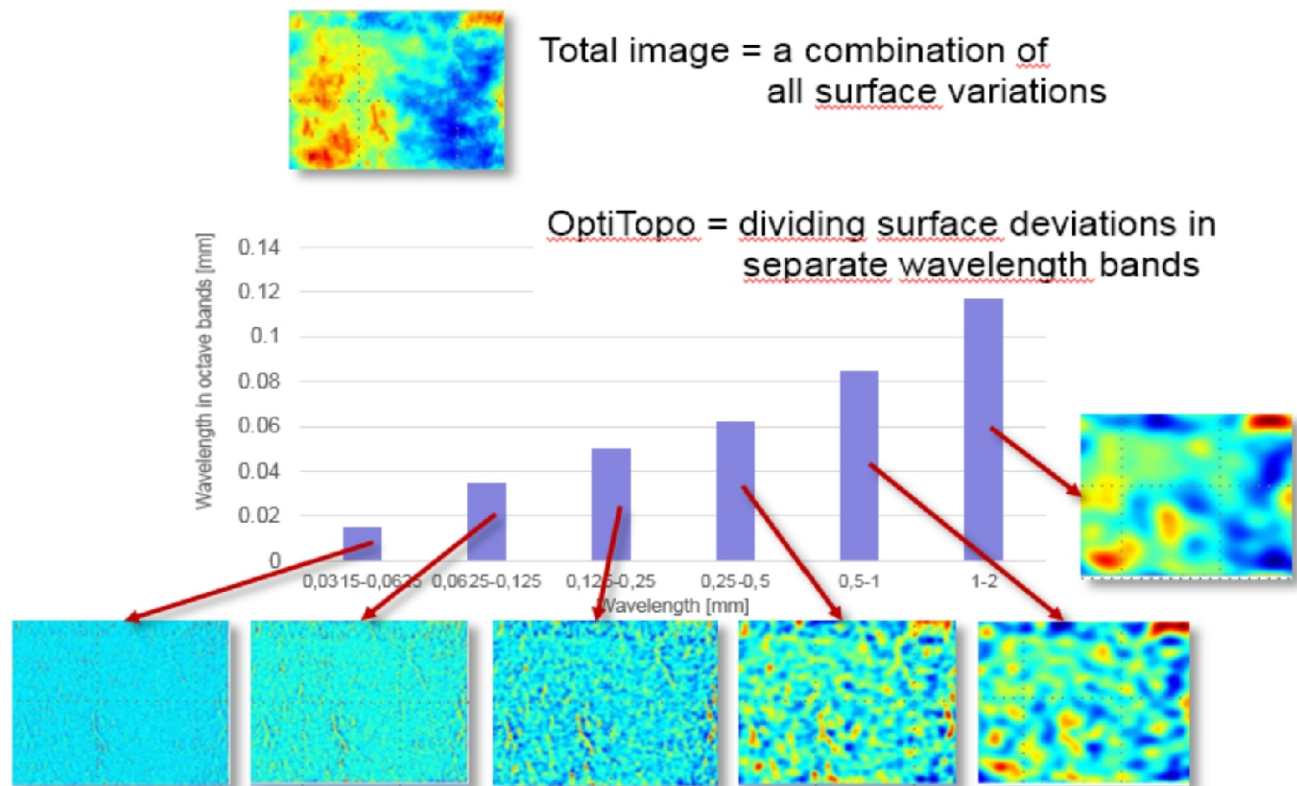 Total image = a combination of
all surface variations
OptiTopo = dividing surface deviations in
separate wavelength bands
Wavelength in octave bands [mm]
0.14
0.12
0.1
0.08
0.06
0.04
0.02
0
0,0315-0,0625 0,0625-0,125 0,125-0,25 0,25-0,5 0,5-1 1-2
Wavelength [mm]